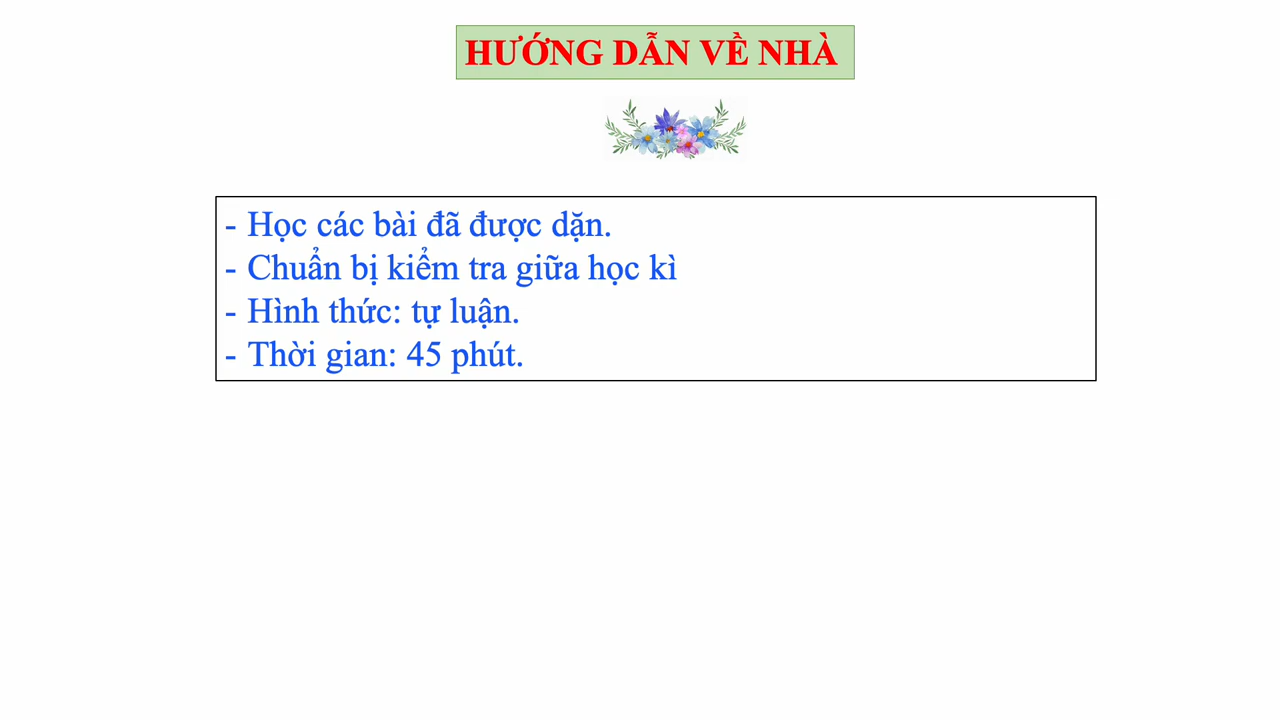 HƯỚNG DẪN VỀ NHÀ
- Học các bài đã được dặn.
- Chuẩn bị kiểm tra giữa học kì
- Hình thức: tự luận.
- Thời gian: 45 phút.